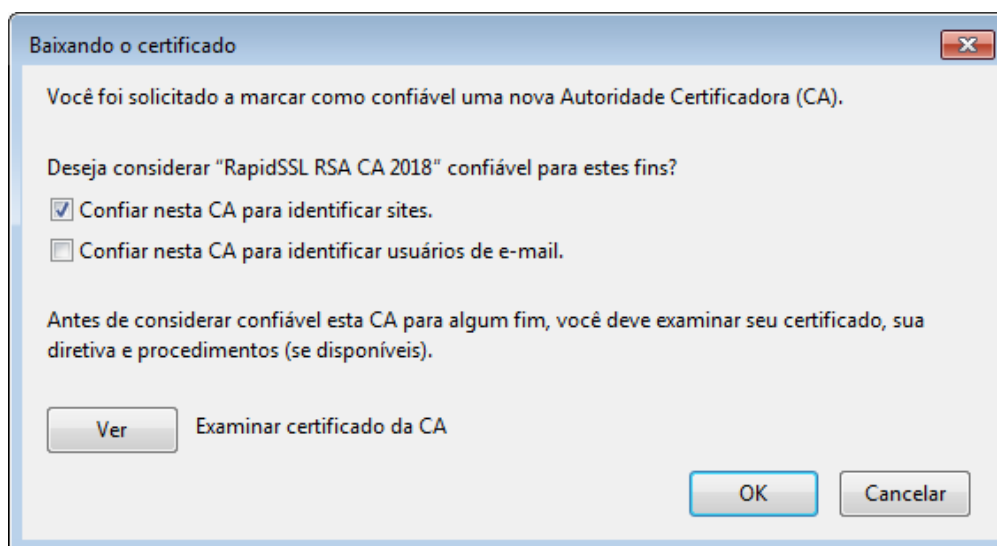 Baixando o certificado
Você foi solicitado a marcar como confiável uma nova Autoridade Certificadora (CA).
Deseja considerar “RapidSSL RSA CA 2018“ confiável para estes fins?
Confiar nesta CA para identificar sites.
Confiar nesta CA para identificar usuários de e-mail.
Antes de considerar confiável esta CA para algum fim, você deve examinar seu certificado, sua
diretiva e procedimentos (se disponíveis).
Ver Examinar certificado da CA
OK Cancelar